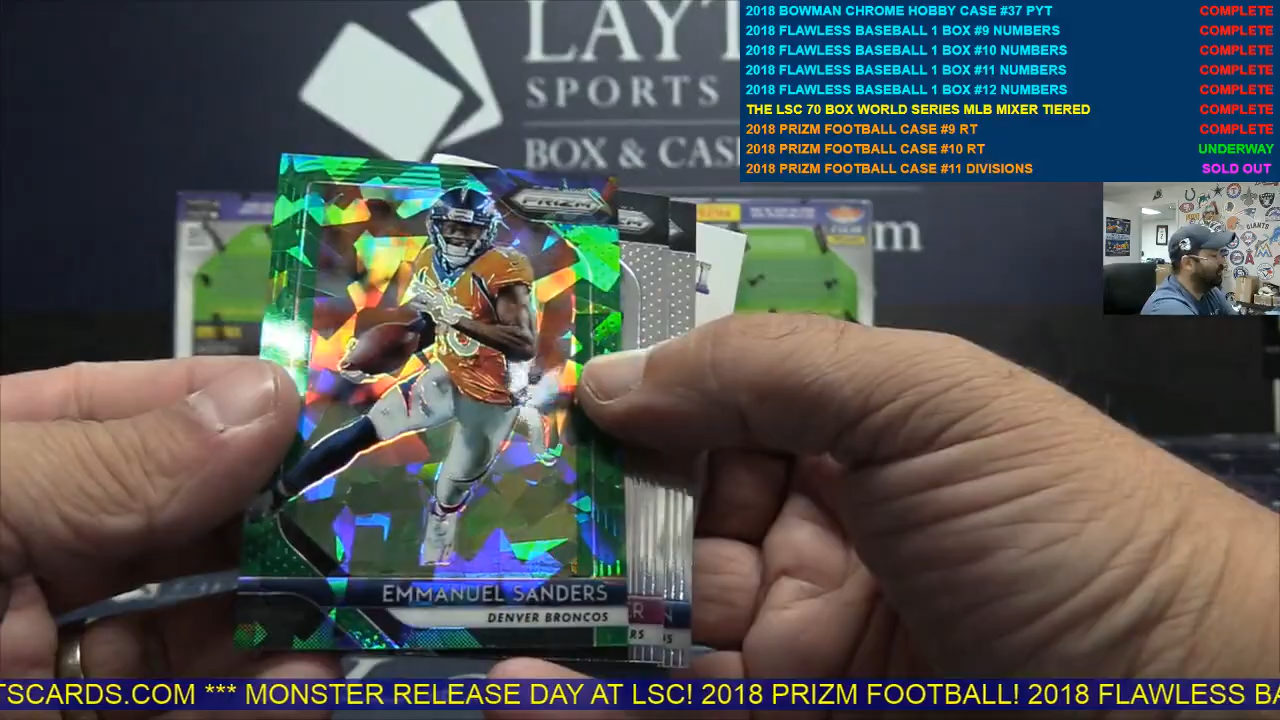 LAYT
SPORTS
BOX & CAS
m
2018 BOWMAN CHROME HOBBY CASE #37 PYT COMPLETE
2018 FLAWLESS BASEBALL 1 BOX #9 NUMBERS COMPLETE
2018 FLAWLESS BASEBALL 1 BOX #10 NUMBERS COMPLETE
2018 FLAWLESS BASEBALL 1 BOX #11 NUMBERS COMPLETE
2018 FLAWLESS BASEBALL 1 BOX #12 NUMBERS COMPLETE
THE LSC 70 BOX WORLD SERIES MLB MIXER TIERED COMPLETE
2018 PRIZM FOOTBALL CASE #9 RT COMPLETE
2018 PRIZM FOOTBALL CASE #10 RT UNDERWAY
2018 PRIZM FOOTBALL CASE #11 DIVISIONS SOLD OUT
PRIZM
EMMANUEL SANDERS
DENVER BRONCOS
ER
RS
N
OS
TSCARDS.COM *** MONSTER RELEASE DAY AT LSC! 2018 PRIZM FOOTBALL! 2018 FLAWLESS BA